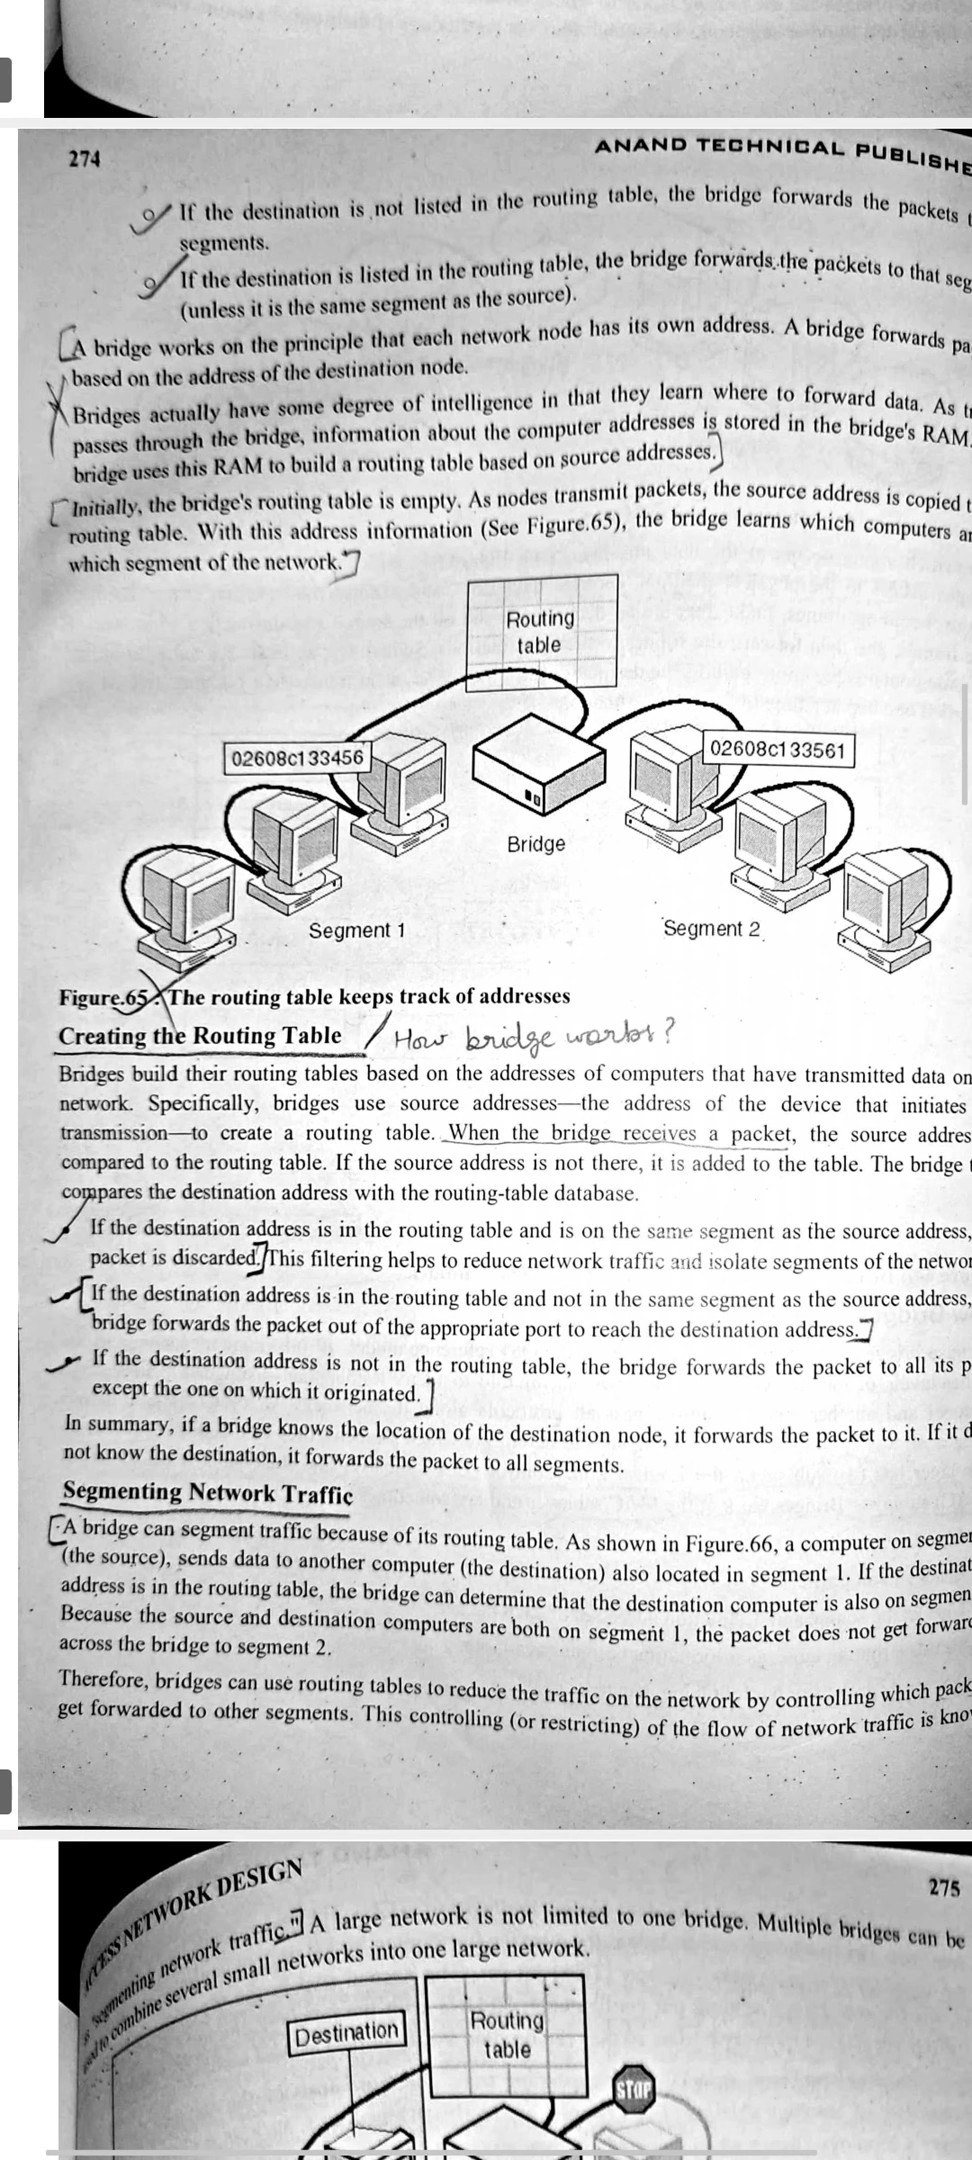 274
ANAND TECHNICAL PUBLISHE
If the destination is not listed in the routing table, the bridge forwards the packets t
segments.
If the destination is listed in the routing table, the bridge forwards the packets to that seg
(unless it is the same segment as the source).
A bridge works on the principle that each network node has its own address. A bridge forwards pa
based on the address of the destination node.
Bridges actually have some degree of intelligence in that they learn where to forward data. As tr
passes through the bridge, information about the computer addresses is stored in the bridge's RAM.
bridge uses this RAM to build a routing table based on source addresses.
Initially, the bridge's routing table is empty. As nodes transmit packets, the source address is copied t
routing table. With this address information (See Figure.65), the bridge learns which computers ar
which segment of the network.
Routing
table
02608c133456
02608c133561
Bridge
Segment 1
Segment 2
Figure.65: The routing table keeps track of addresses
Creating the Routing Table / How bridge works?
Bridges build their routing tables based on the addresses of computers that have transmitted data on
network. Specifically, bridges use source addresses—the address of the device that initiates
transmission—to create a routing table. When the bridge receives a packet, the source addres
compared to the routing table. If the source address is not there, it is added to the table. The bridge t
compares the destination address with the routing-table database.
If the destination address is in the routing table and is on the same segment as the source address,
packet is discarded. This filtering helps to reduce network traffic and isolate segments of the networ
If the destination address is in the routing table and not in the same segment as the source address,
bridge forwards the packet out of the appropriate port to reach the destination address.
If the destination address is not in the routing table, the bridge forwards the packet to all its p
except the one on which it originated.
In summary, if a bridge knows the location of the destination node, it forwards the packet to it. If it d
not know the destination, it forwards the packet to all segments.
Segmenting Network Traffic
A bridge can segment traffic because of its routing table. As shown in Figure.66, a computer on segmen
(the source), sends data to another computer (the destination) also located in segment 1. If the destinat
address is in the routing table, the bridge can determine that the destination computer is also on segmen
Because the source and destination computers are both on segment 1, the packet does not get forward
across the bridge to segment 2.
Therefore, bridges can use routing tables to reduce the traffic on the network by controlling which pack
get forwarded to other segments. This controlling (or restricting) of the flow of network traffic is know
ACCESS NETWORK DESIGN
275
"segmenting network traffic." A large network is not limited to one bridge. Multiple bridges can be
to combine several small networks into one large network.
Destination
Routing
table
STOP